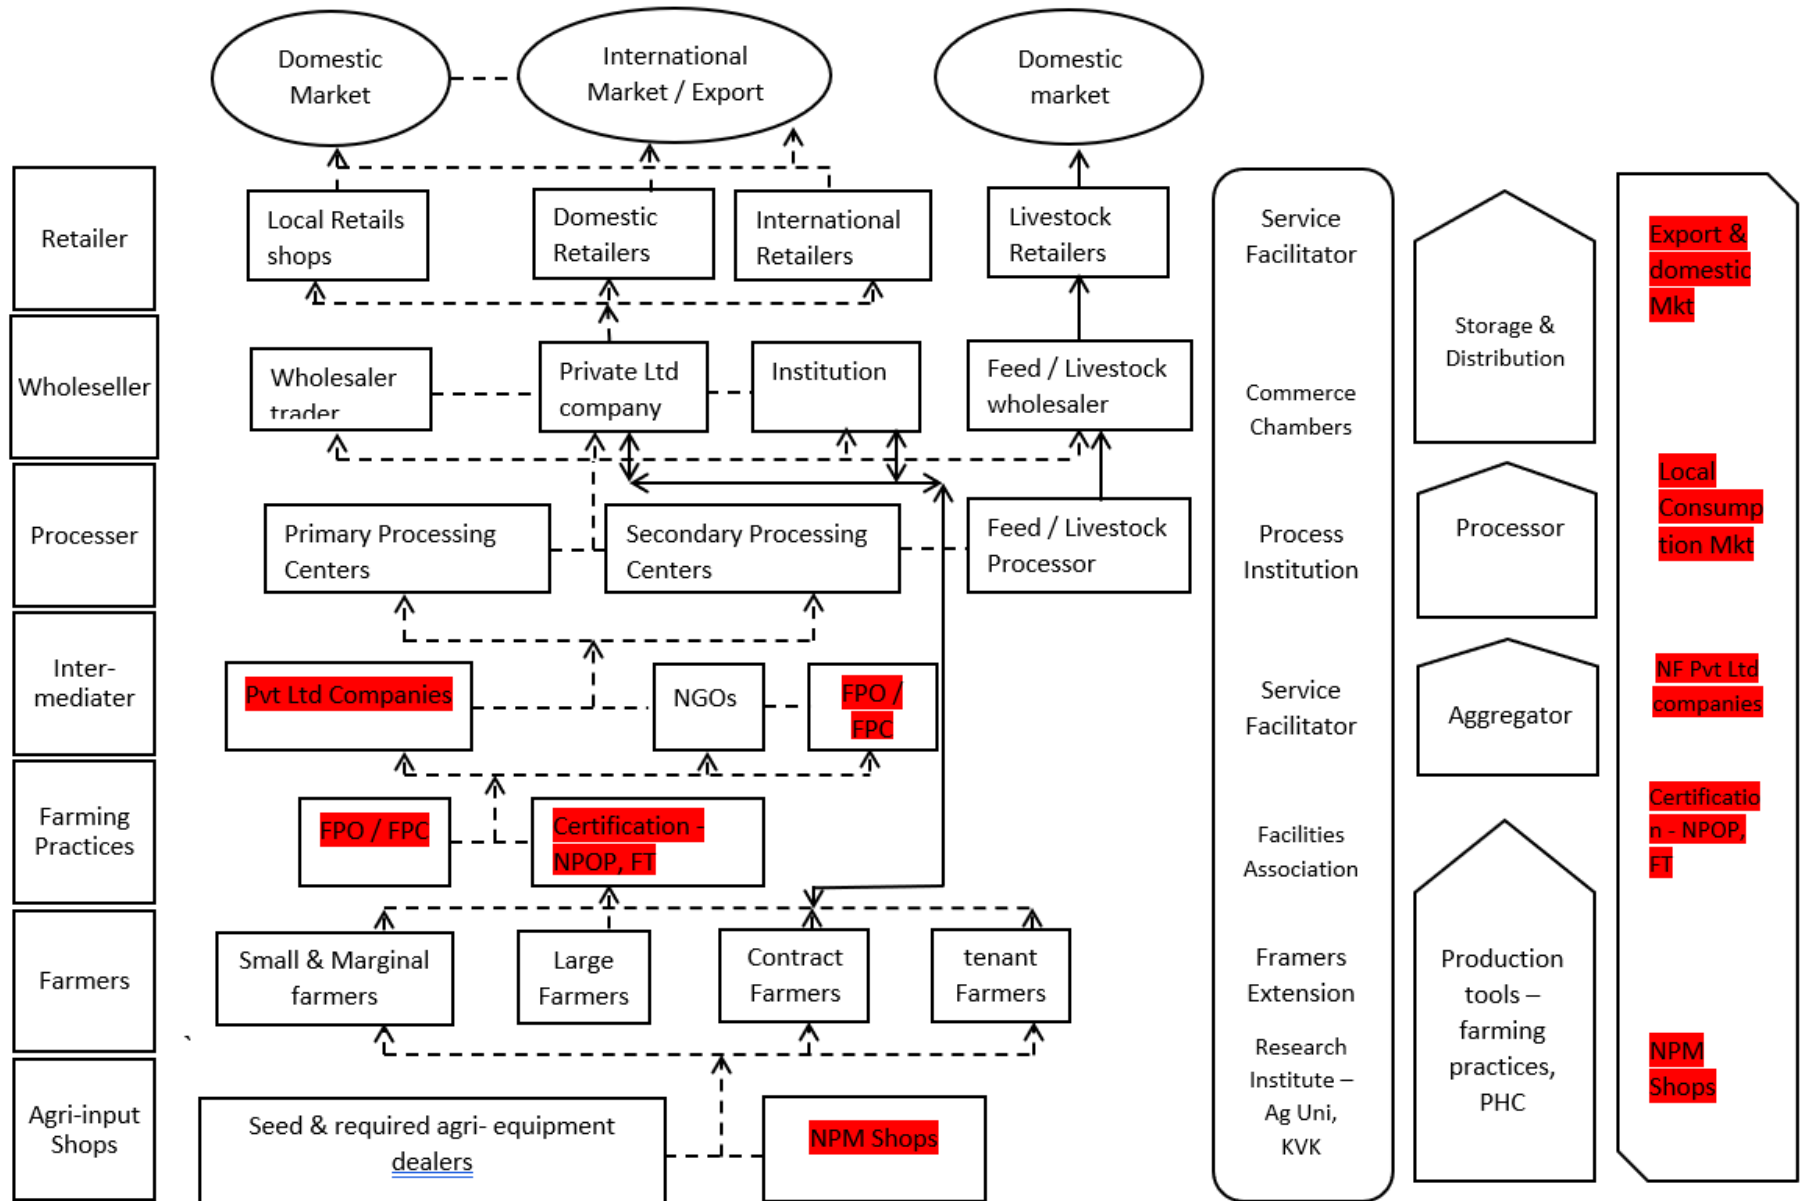 Domestic
Market
International
Market / Export
Domestic
market
Retailer
Local Retails
shops
Domestic
Retailers
International
Retailers
Livestock
Retailers
Wholeseller
Wholesaler
trader
Private Ltd
company
Institution
Feed / Livestock
wholesaler
Processer
Primary Processing
Centers
Secondary Processing
Centers
Feed / Livestock
Processor
Inter-
mediater
Pvt Ltd Companies
NGOs
FPO /
FPC
Farming
Practices
FPO / FPC
Certification -
NPOP, FT
Farmers
Small & Marginal
farmers
Large
Farmers
Contract
Farmers
tenant
Farmers
Agri-input
Shops
Seed & required agri- equipment
dealers
NPM Shops
Service
Facilitator
Commerce
Chambers
Process
Institution
Service
Facilitator
Facilities
Association
Framers
Extension
Research
Institute –
Ag Uni,
KVK
Storage &
Distribution
Processor
Aggregator
Production
tools –
farming
practices,
PHC
Export &
domestic
Mkt
Local
Consump
tion Mkt
NF Pvt Ltd
companies
Certificatio
n - NPOP,
FT
NPM
Shops